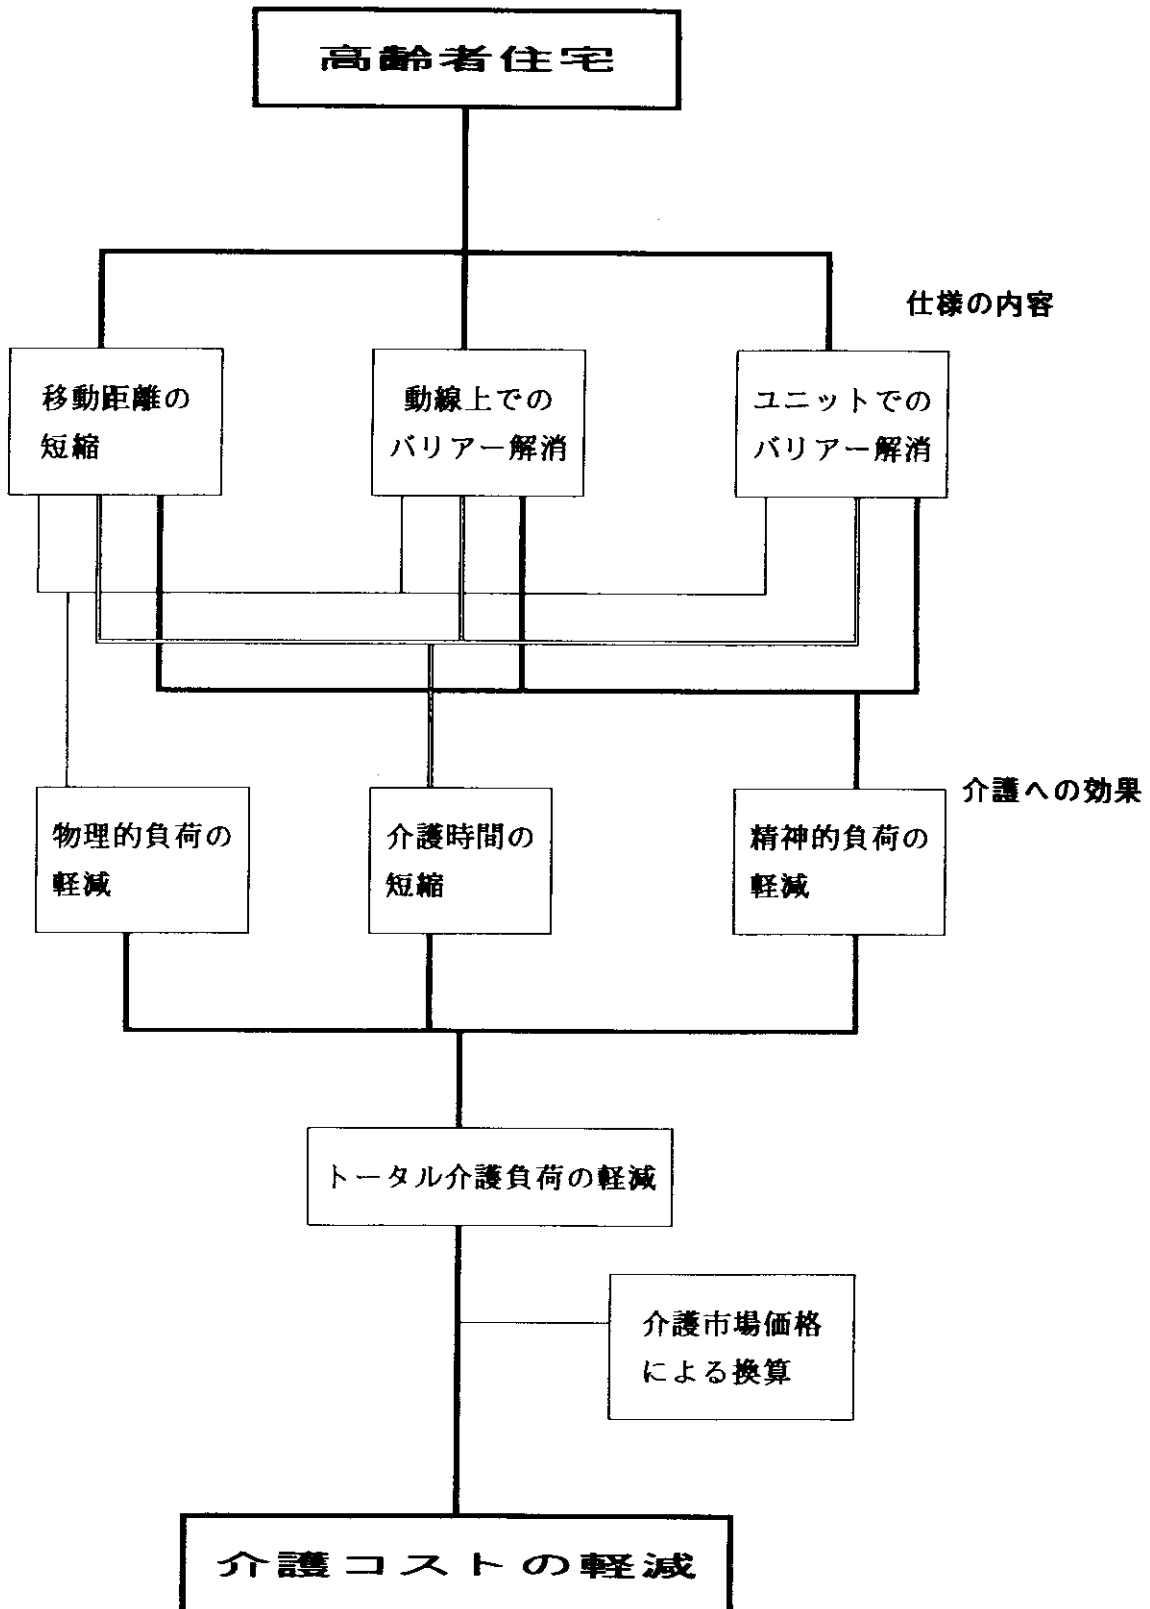 高齢者住宅
仕様の内容
移動距離の
短縮
動線上での
バリアー解消
ユニットでの
バリアー解消
介護への効果
物理的負荷の
軽減
介護時間の
短縮
精神的負荷の
軽減
トータル介護負荷の軽減
介護市場価格
による換算
介護コストの軽減